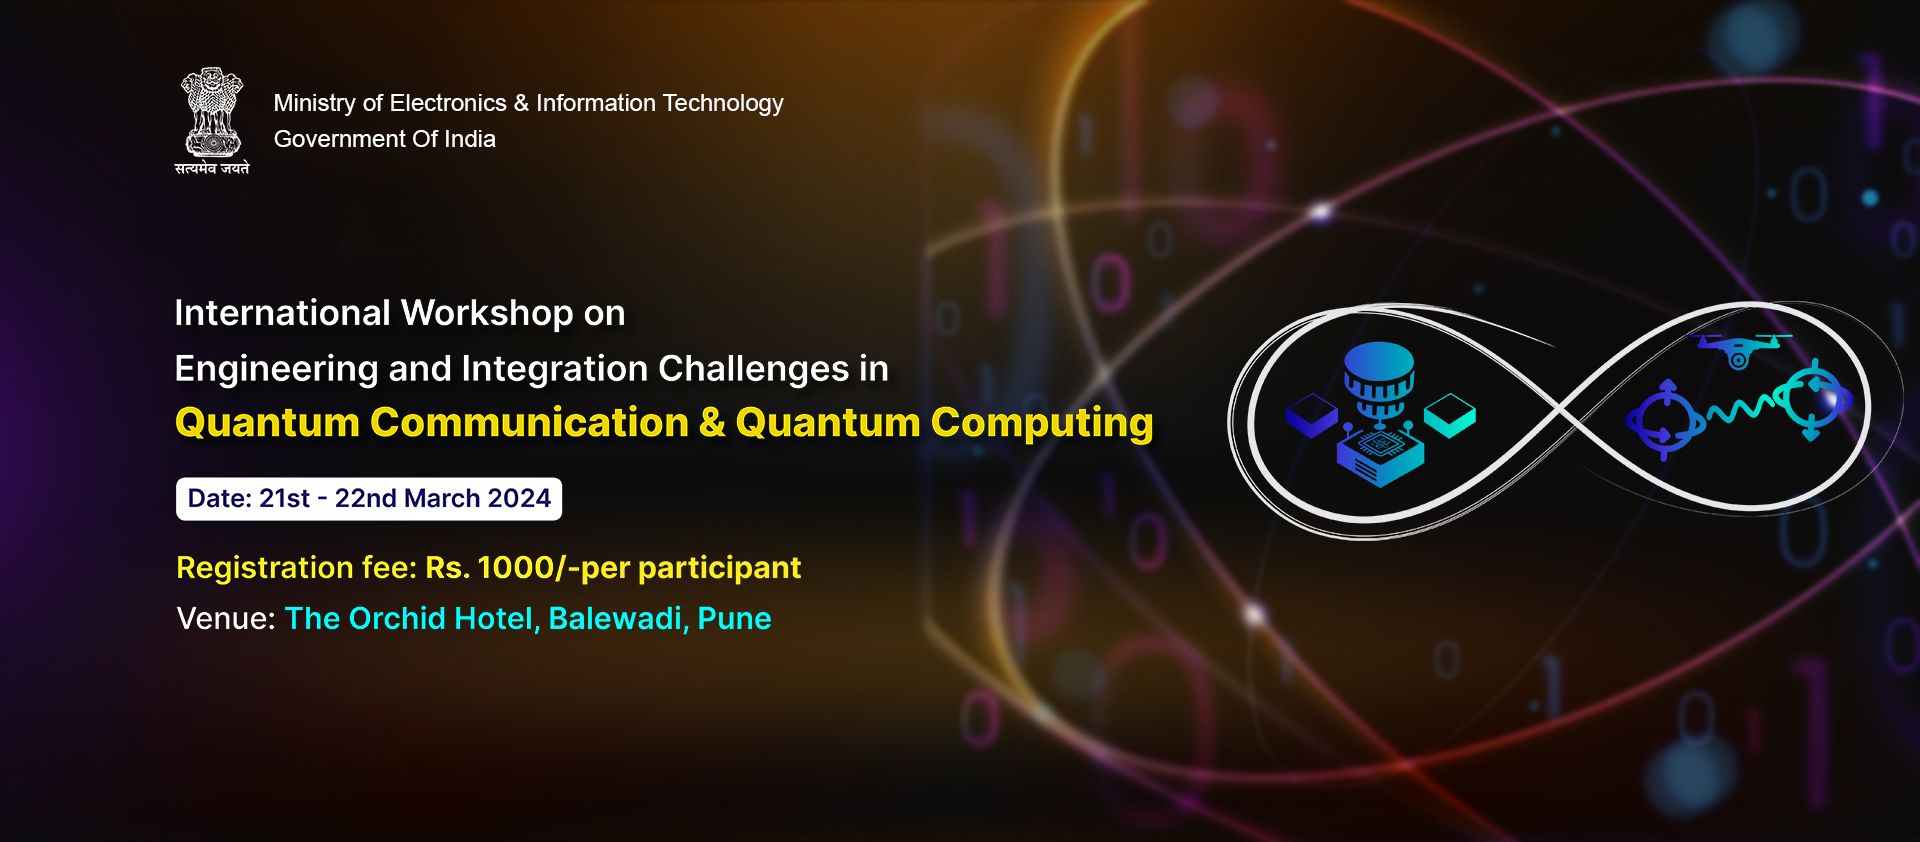 सत्यमेव जयते
Ministry of Electronics & Information Technology
Government Of India
International Workshop on
Engineering and Integration Challenges in
Quantum Communication & Quantum Computing
Date: 21st - 22nd March 2024
Registration fee: Rs. 1000/-per participant
Venue: The Orchid Hotel, Balewadi, Pune